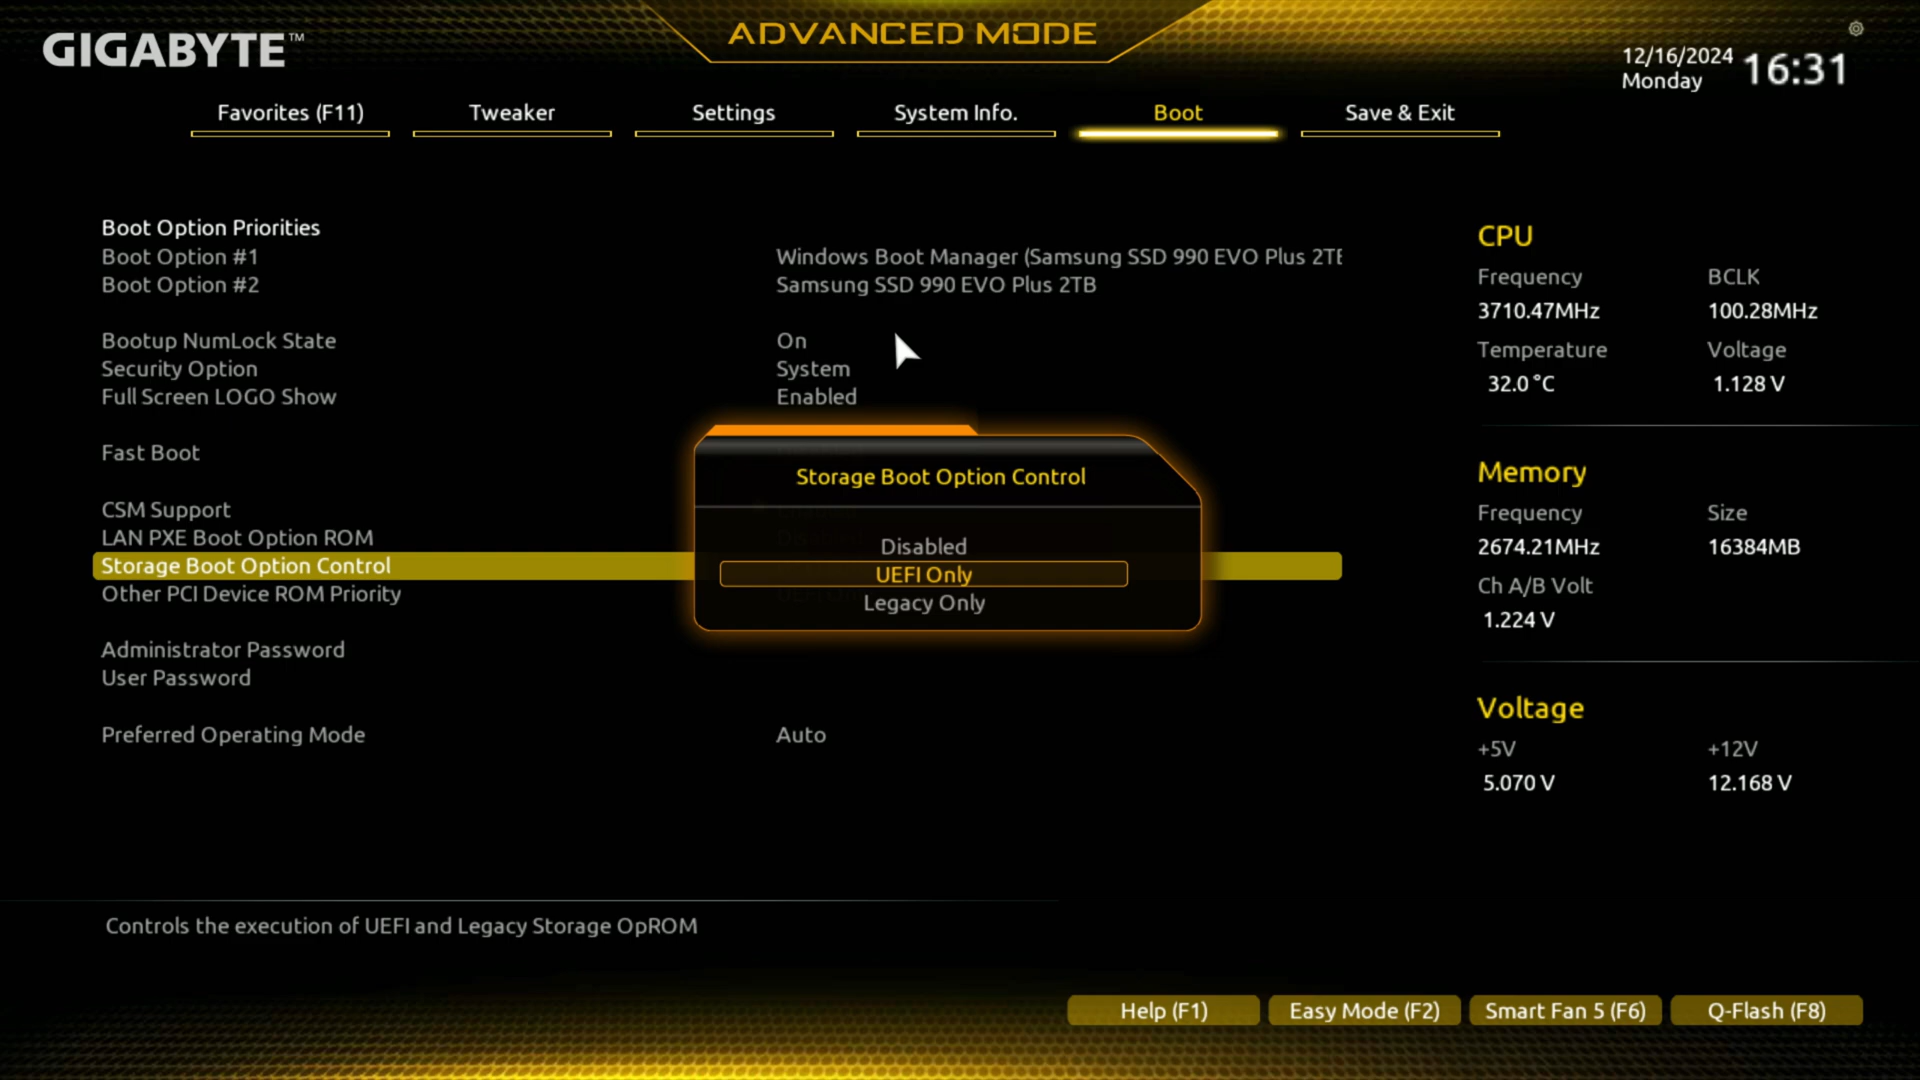 GIGABYTE™
ADVANCED MODE
12/16/2024
Monday
16:31
Favorites (F11)
Tweaker
Settings
System Info.
Boot
Save & Exit
Boot Option Priorities
Boot Option #1
Windows Boot Manager (Samsung SSD 990 EVO Plus 2TB
Boot Option #2
Samsung SSD 990 EVO Plus 2TB
Bootup NumLock State
On
Security Option
System
Full Screen LOGO Show
Enabled
Fast Boot
CSM Support
LAN PXE Boot Option ROM
Storage Boot Option Control
Other PCI Device ROM Priority
Administrator Password
User Password
Preferred Operating Mode
Auto
Storage Boot Option Control
Disabled
UEFI Only
Legacy Only
CPU
Frequency
BCLK
3710.47MHz
100.28MHz
Temperature
Voltage
32.0 °C
1.128 V
Memory
Frequency
Size
2674.21MHz
16384MB
Ch A/B Volt
1.224 V
Voltage
+5V
+12V
5.070 V
12.168 V
Controls the execution of UEFI and Legacy Storage OpROM
Help (F1)
Easy Mode (F2)
Smart Fan 5 (F6)
Q-Flash (F8)